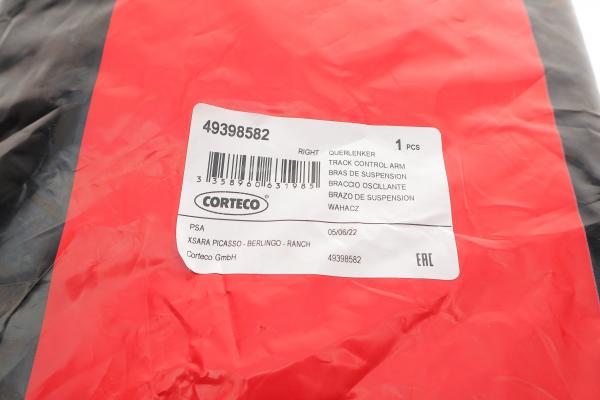 49398582
1 PCS
RIGHT QUERLENKER
TRACK CONTROL ARM
BRAS DE SUSPENSION
BRACCIO OSCILLANTE
BRAZO DE SUSPENSION
WAHACZ
3 358960 631985
CORTECO
PSA 05/06/22
XSARA PICASSO - BERLINGO - RANCH
Corteco GmbH 49398582
EAC